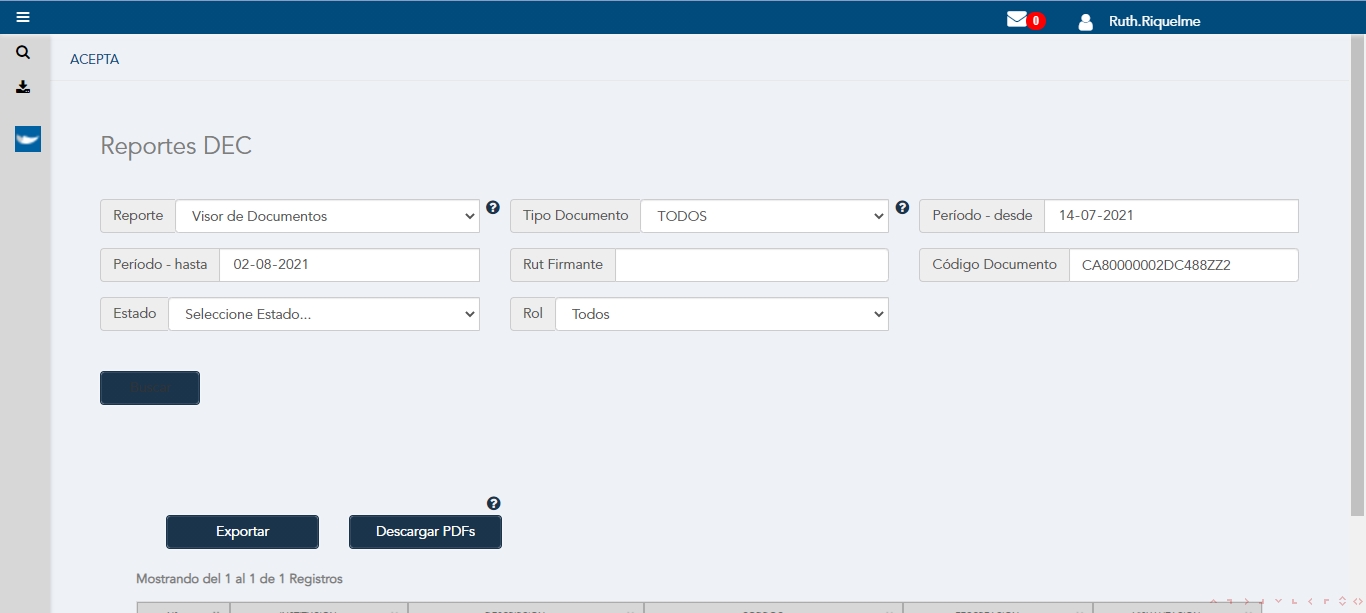 0 Ruth.Riquelme
ACEPTA
Reportes DEC
Reporte Visor de Documentos Tipo Documento TODOS Período - desde 14-07-2021
Período - hasta 02-08-2021 Rut Firmante Código Documento CA80000002DC488ZZ2
Estado Seleccione Estado... Rol Todos
Exportar Descargar PDFs
Mostrando del 1 al 1 de 1 Registros